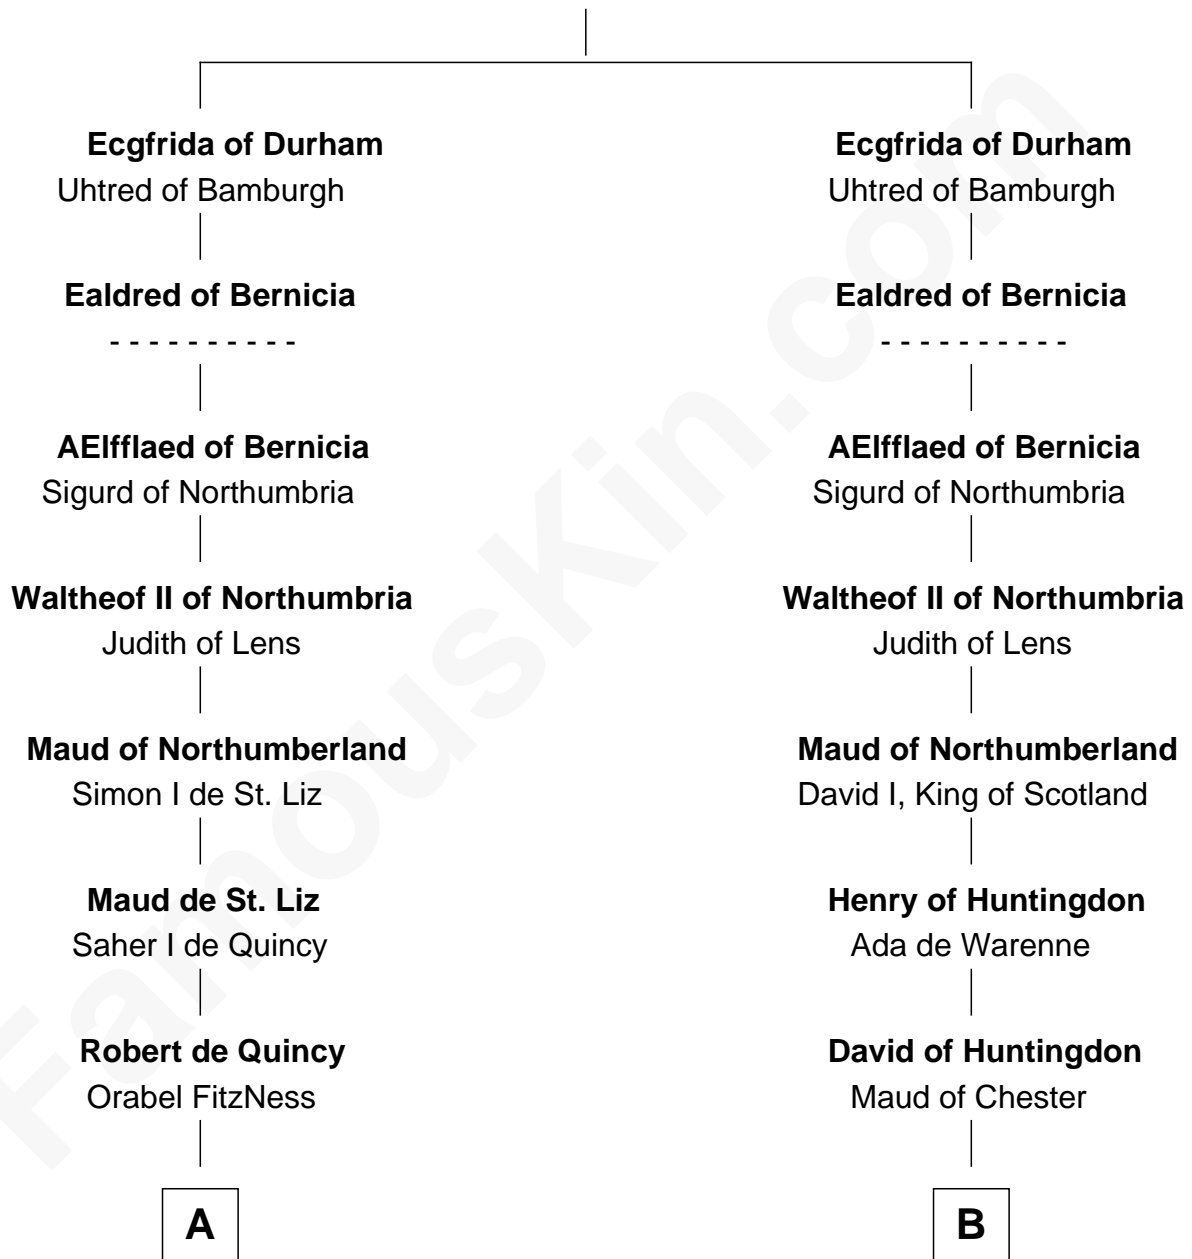 Ecgfrida of Durham
Uhtred of Bamburgh
Ealdred of Bernicia
- - - - - - - - - -
AElfflaed of Bernicia
Sigurd of Northumbria
Waltheof II of Northumbria
Judith of Lens
Maud of Northumberland
Simon I de St. Liz
Maud de St. Liz
Saher I de Quincy
Robert de Quincy
Orabel FitzNess
A
Ecgfrida of Durham
Uhtred of Bamburgh
Ealdred of Bernicia
- - - - - - - - - -
AElfflaed of Bernicia
Sigurd of Northumbria
Waltheof II of Northumbria
Judith of Lens
Maud of Northumberland
David I, King of Scotland
Henry of Huntingdon
Ada de Warenne
David of Huntingdon
Maud of Chester
B
FamousKin.com